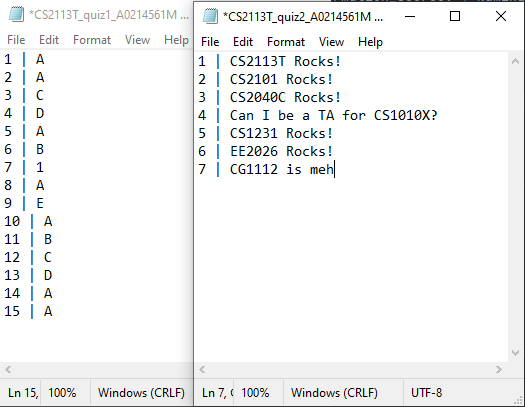 *CS2113T_quiz1_A0214561M ...
File Edit Format View Help
1 | A
2 | A
3 | C
4 | D
5 | A
6 | B
7 | 1
8 | A
9 | E
10 | A
11 | B
12 | C
13 | D
14 | A
15 | A
Ln 15, 100% Windows (CRLF)
*CS2113T_quiz2_A0214561M ...
File Edit Format View Help
1 | CS2113T Rocks!
2 | CS2101 Rocks!
3 | CS2040C Rocks!
4 | Can I be a TA for CS1010X?
5 | CS1231 Rocks!
6 | EE2026 Rocks!
7 | CG1112 is meh
Ln 7, 100% Windows (CRLF) UTF-8